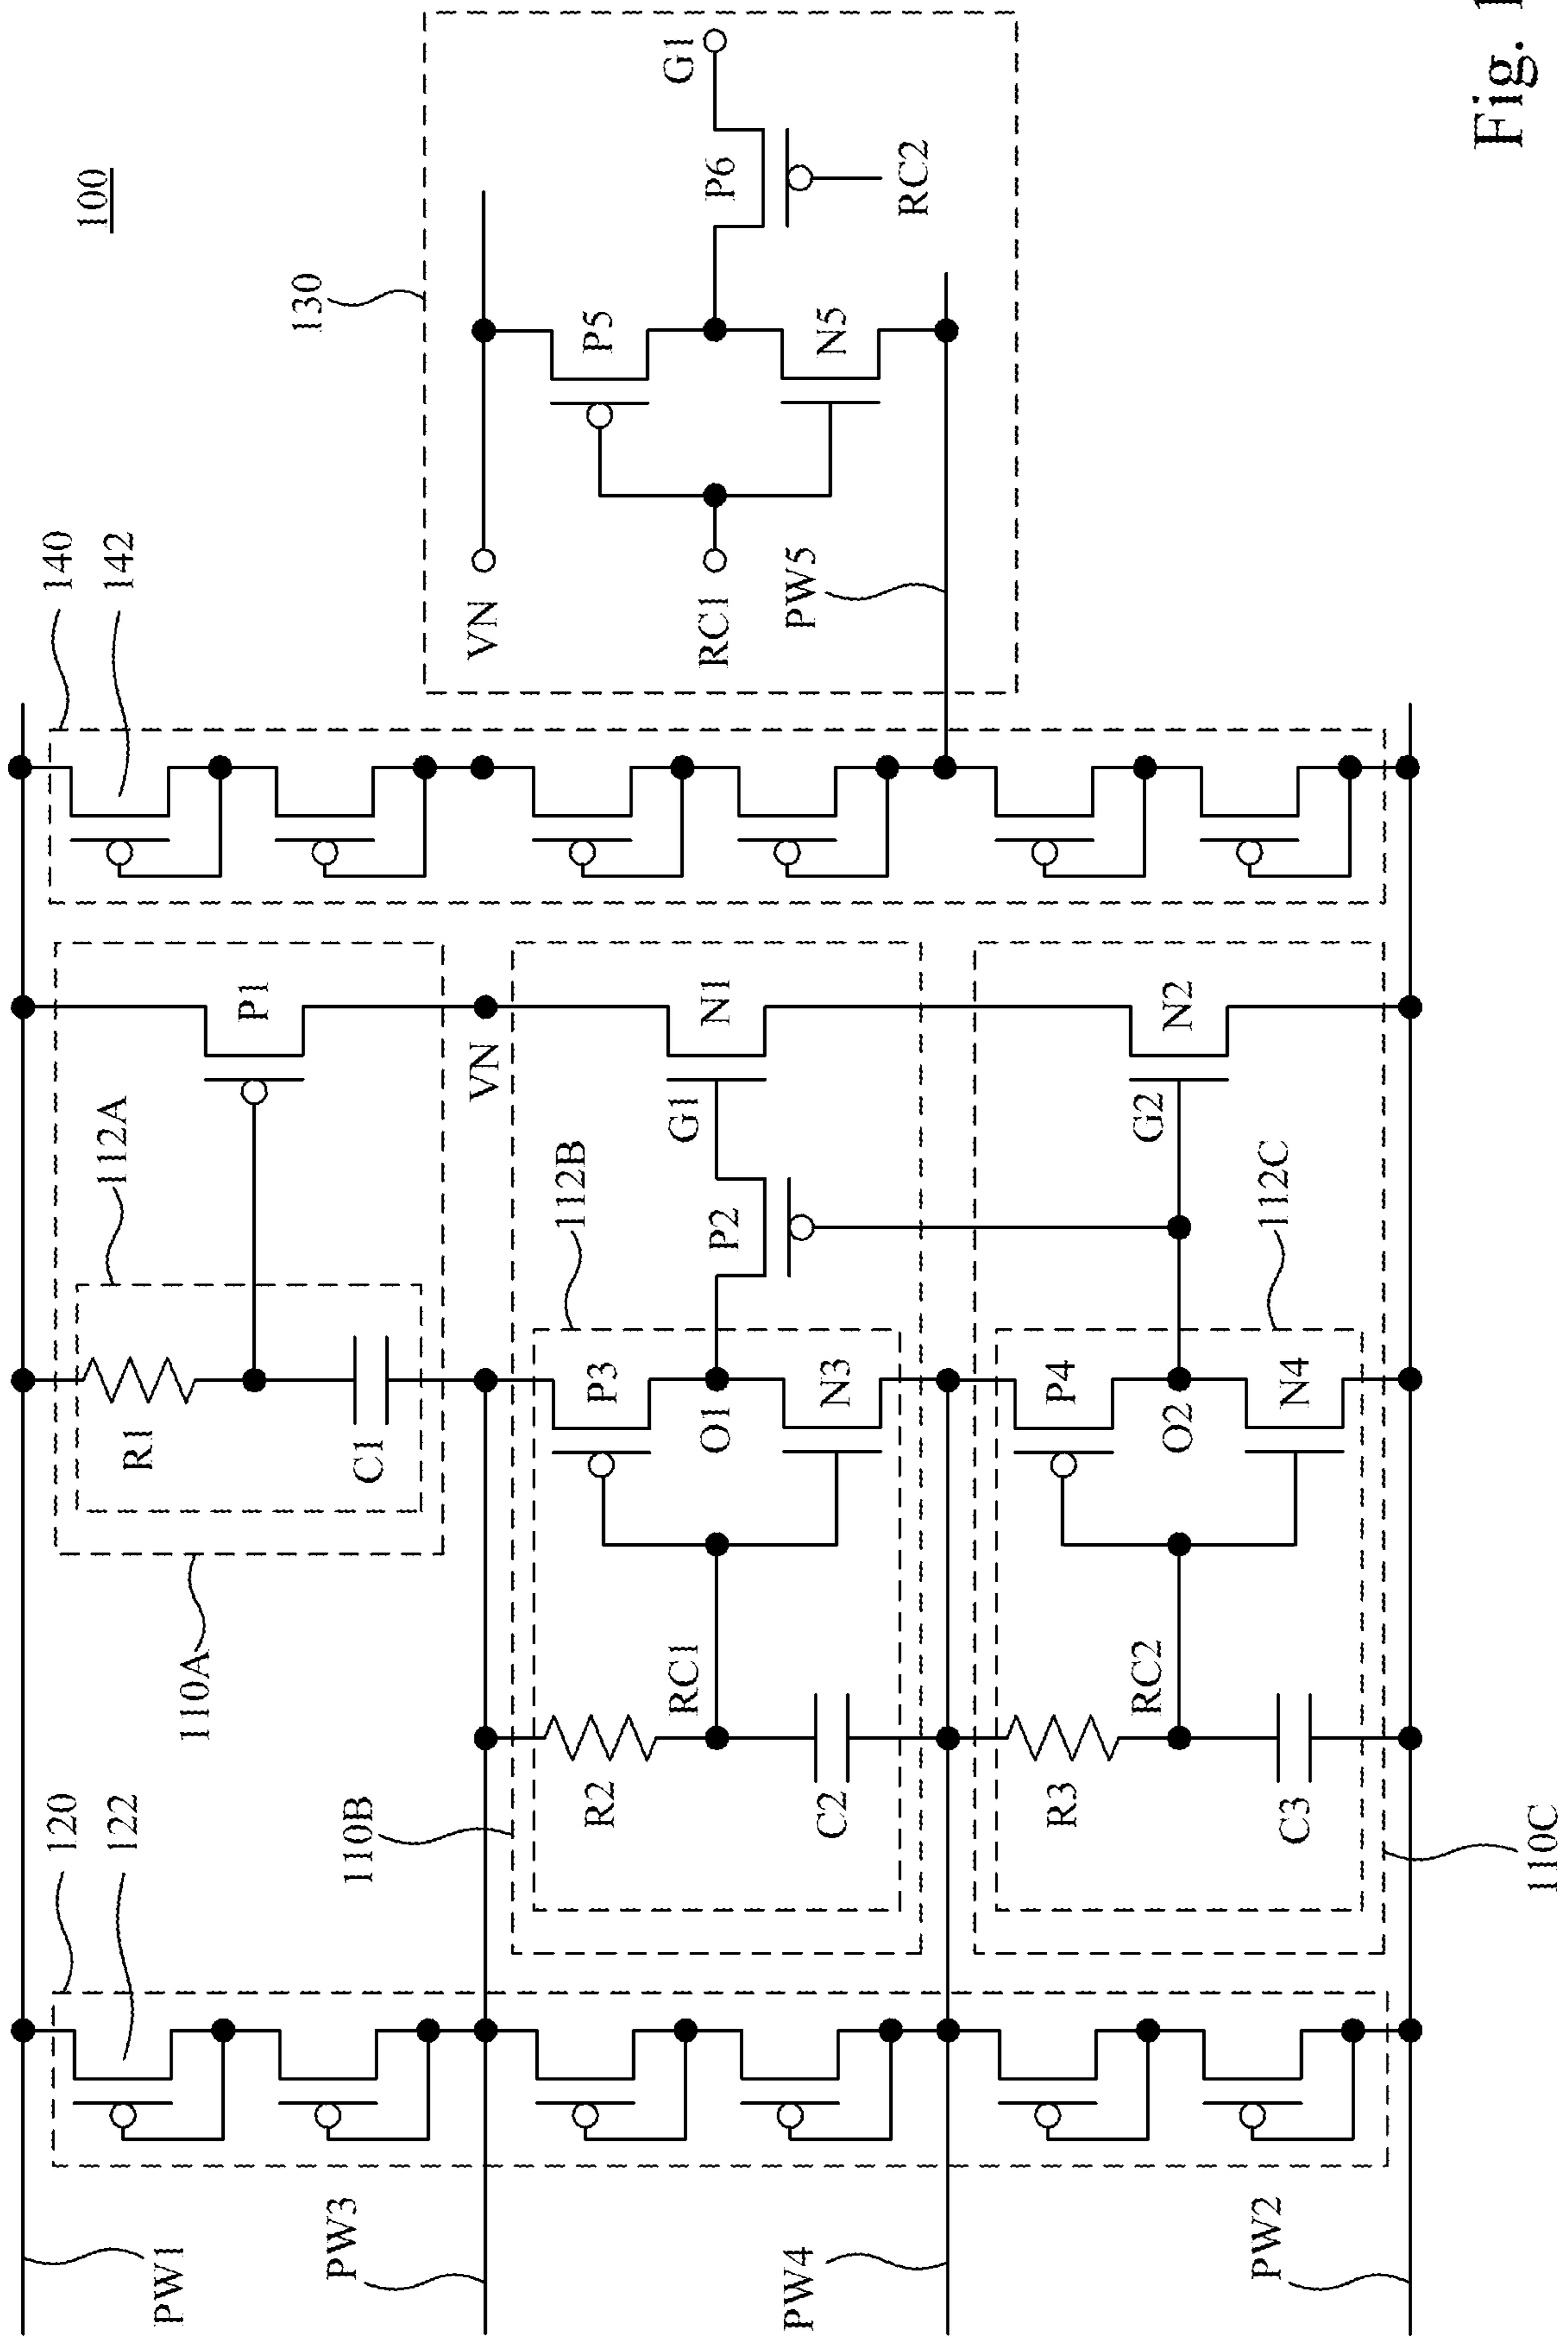 100
PW1
120
122
110A
R1
C1
112A
P1
140
142
PW3
VN
110B
R2
C2
RC1
P3
N3
O1
112B
P2
G1
N1
PW4
110C
R3
C3
RC2
P4
N4
O2
112C
G2
N2
PW2
130
VN
RC1
PW5
P5
N5
P6
G1
RC2
Fig. 1